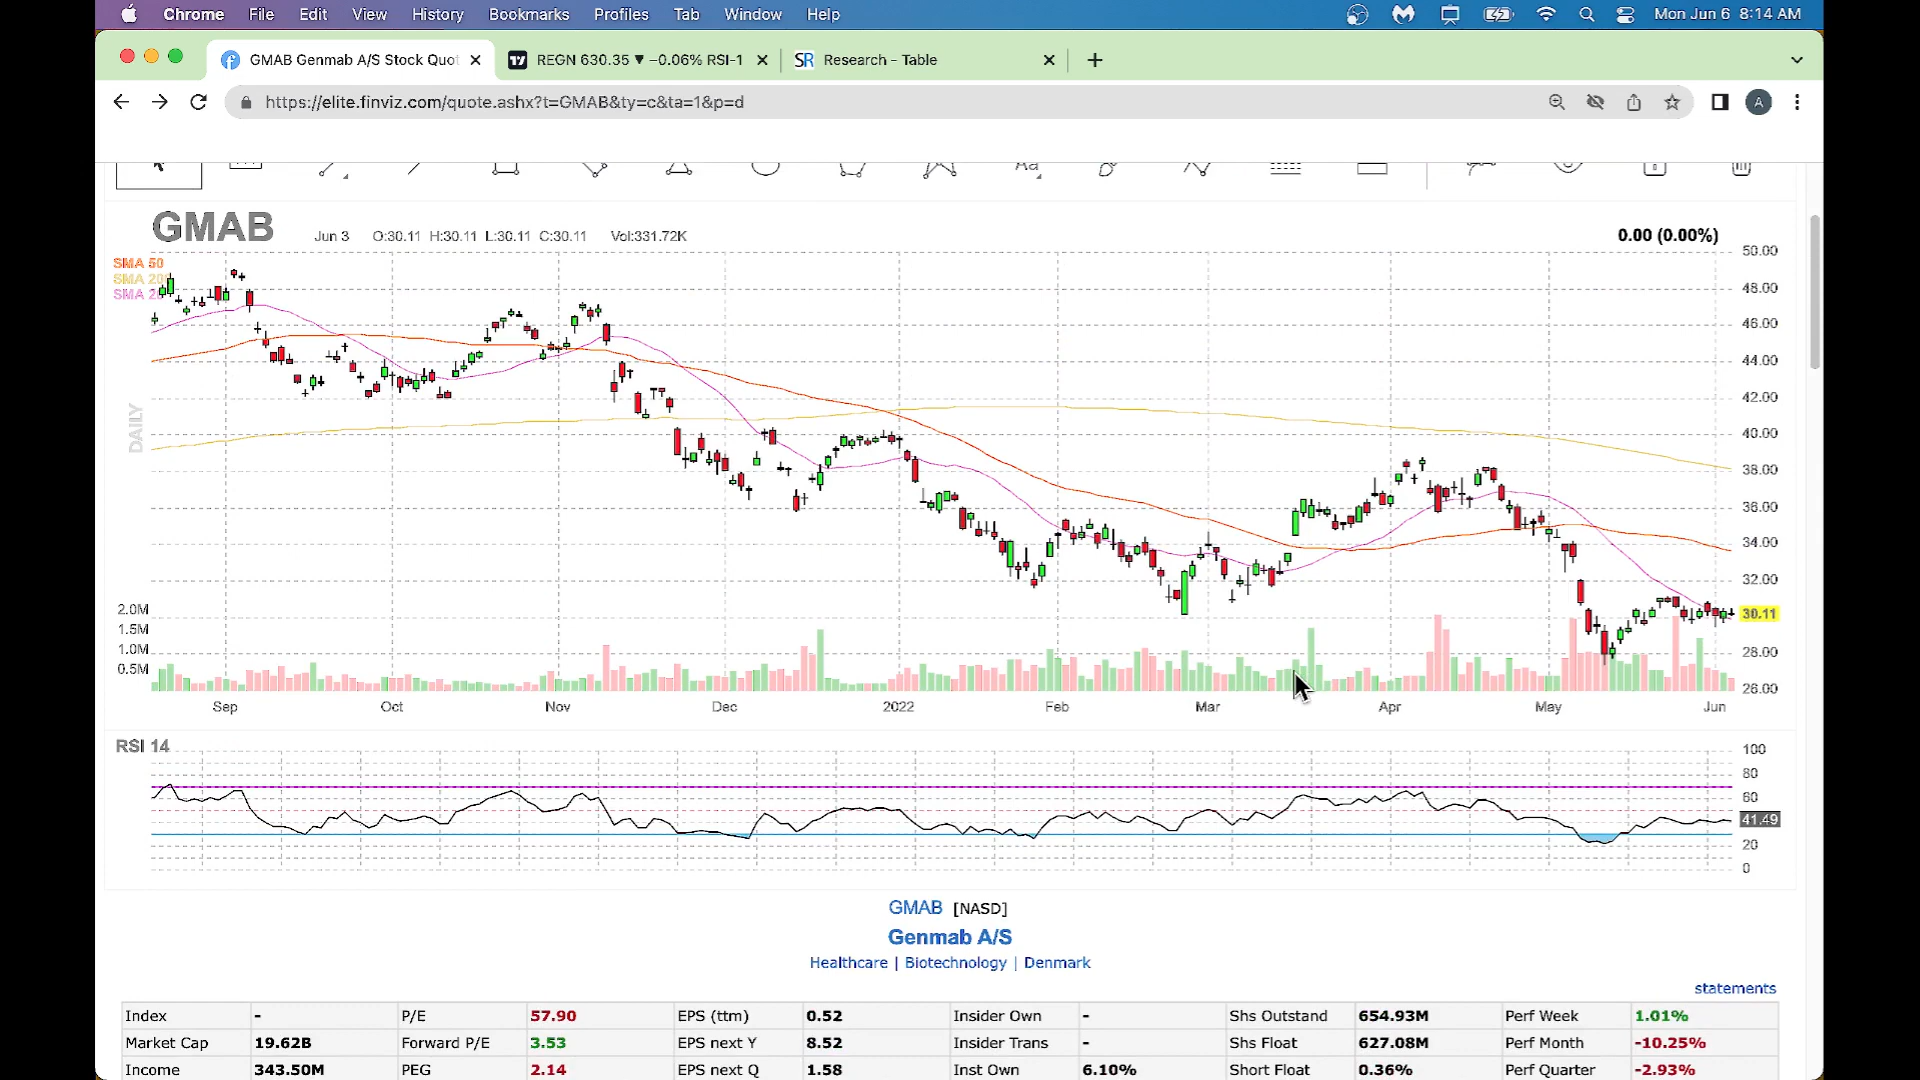 Chrome File Edit View History Bookmarks Profiles Tab Window Help Mon Jun 6 8:14 AM
GMAB Genmab A/S Stock Quot REGN 630.35 ▼ −0.06% RSI-1 SR Research - Table
https://elite.finviz.com/quote.ashx?t=GMAB&ty=c&ta=1&p=d A
Aa
GMAB Jun 3 O:30.11 H:30.11 L:30.11 C:30.11 Vol:331.72K 0.00 (0.00%)
50.00
SMA 50
SMA 200
48.00
SMA 20
46.00
44.00
42.00
DAILY
40.00
38.00
36.00
34.00
32.00
2.0M 30.11
1.5M
1.0M 28.00
0.5M
26.00
Sep Oct Nov Dec 2022 Feb Mar Apr May Jun
RSI 14 100
80
60
41.49
20
0
GMAB [NASD]
Genmab A/S
Healthcare | Biotechnology | Denmark
statements
Index - P/E 57.90 EPS (ttm) 0.52 Insider Own - Shs Outstand 654.93M Perf Week 1.01%
Market Cap 19.62B Forward P/E 3.53 EPS next Y 8.52 Insider Trans - Shs Float 627.08M Perf Month -10.25%
Income 343.50M PEG 2.14 EPS next Q 1.58 Inst Own 6.10% Short Float 0.36% Perf Quarter -2.93%